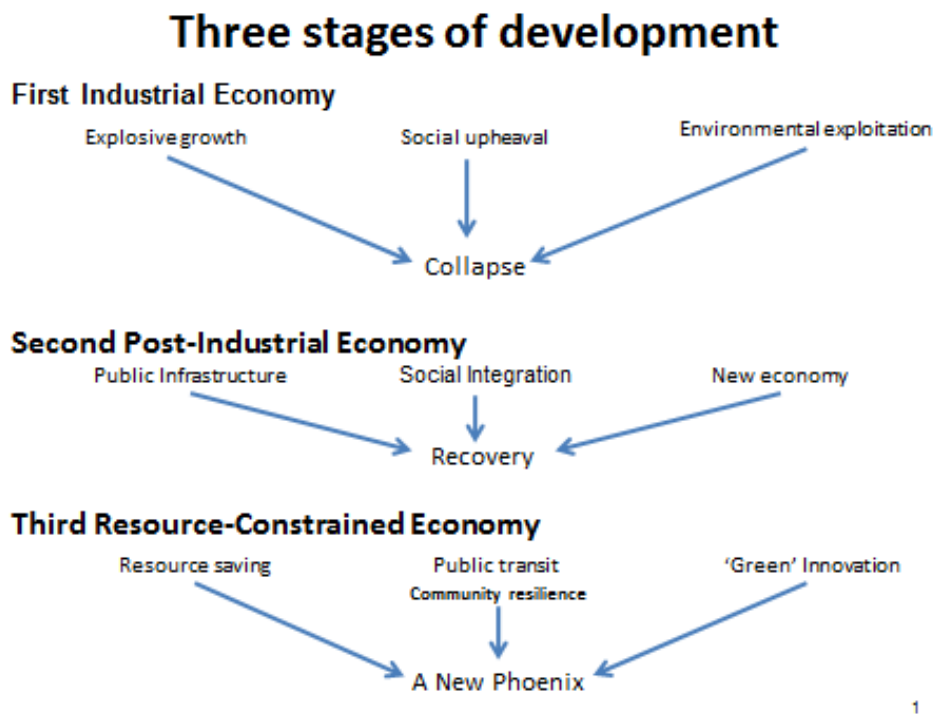 Three stages of development
First Industrial Economy
Explosive growth Social upheaval Environmental exploitation
Collapse
Second Post-Industrial Economy
Public Infrastructure Social Integration New economy
Recovery
Third Resource-Constrained Economy
Resource saving Public transit ‘Green’ Innovation
Community resilience
A New Phoenix
1